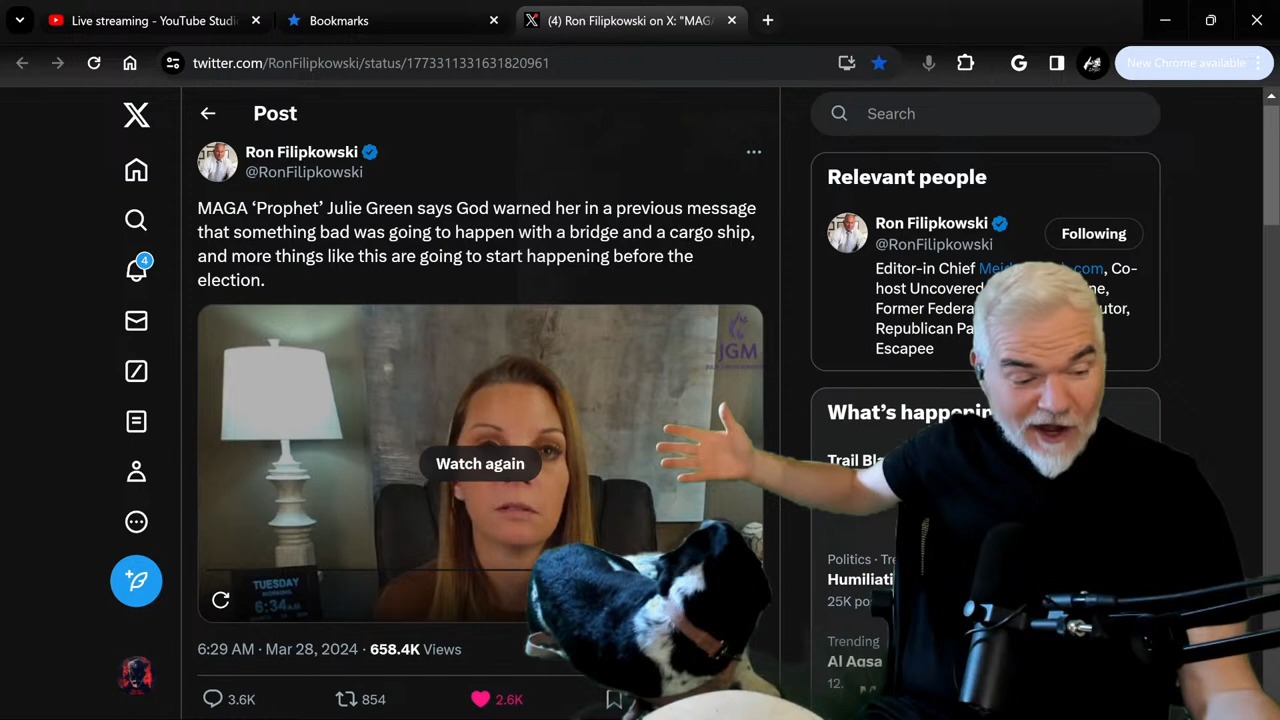 Live streaming - YouTube Studi
Bookmarks
(4) Ron Filipkowski on X: "MAGA
twitter.com/RonFilipkowski/status/1773311331631820961
New Chrome available
Post
Search
Ron Filipkowski
@RonFilipkowski
MAGA ‘Prophet’ Julie Green says God warned her in a previous message
that something bad was going to happen with a bridge and a cargo ship,
and more things like this are going to start happening before the
election.
JGM
Watch again
TUESDAY
MORNING
6:34 A.M
6:29 AM · Mar 28, 2024 · 658.4K Views
3.6K
854
2.6K
4
Relevant people
Ron Filipkowski
@RonFilipkowski
Following
Editor-in Chief
Co-
host Uncovered
Former Federa
Republican Pa
Escapee
What's happenin
Trail Bla
Politics · Tre
Humiliati
25K po
Trending
Al Aqsa
12.